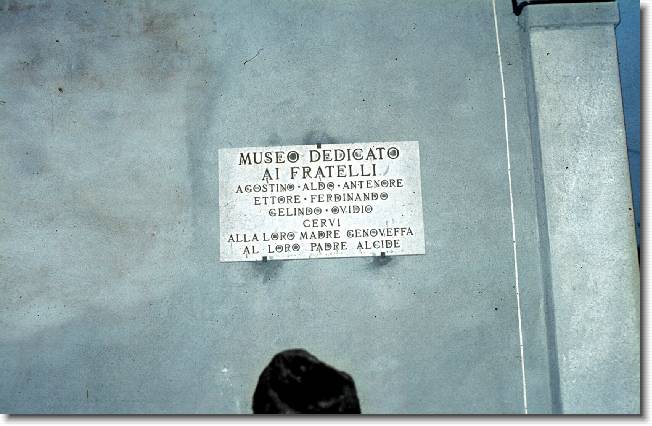 MUSEO DEDICATO
AI FRATELLI
AGOSTINO · ALDO · ANTENORE
ETTORE · FERDINANDO
GELINDO · OVIDIO
CERVI
ALLA LORO MADRE GENOVEFFA
AL LORO PADRE ALCIDE